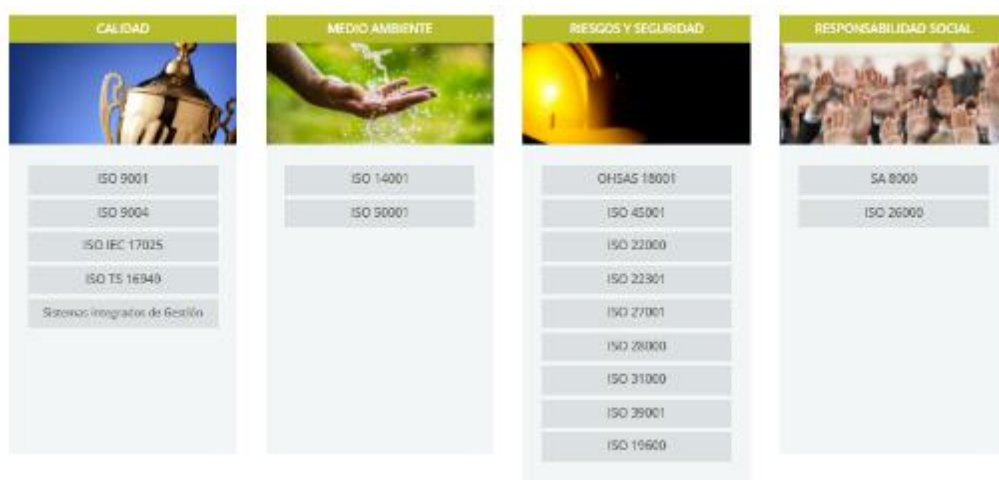 CALIDAD
ISO 9001
ISO 9004
ISO IEC 17025
ISO TS 16949
Sistemas Integrados de Gestión
MEDIO AMBIENTE
ISO 14001
ISO 50001
RIESGOS Y SEGURIDAD
OHSAS 18001
ISO 45001
ISO 22000
ISO 22301
ISO 27001
ISO 28000
ISO 31000
ISO 39001
ISO 19600
RESPONSABILIDAD SOCIAL
SA 8000
ISO 26000